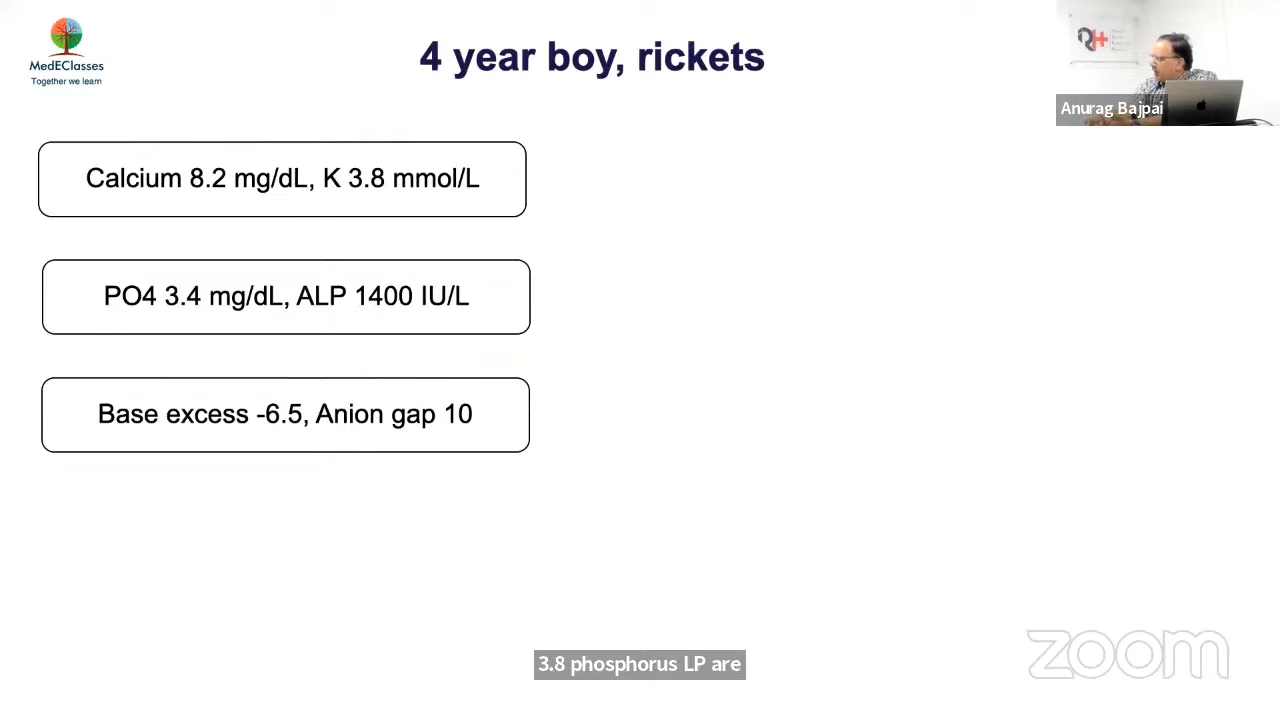 MedEClasses
Together we learn
4 year boy, rickets
Anurag Bajpai
Calcium 8.2 mg/dL, K 3.8 mmol/L
PO4 3.4 mg/dL, ALP 1400 IU/L
Base excess -6.5, Anion gap 10
3.8 phosphorus LP are
zoom